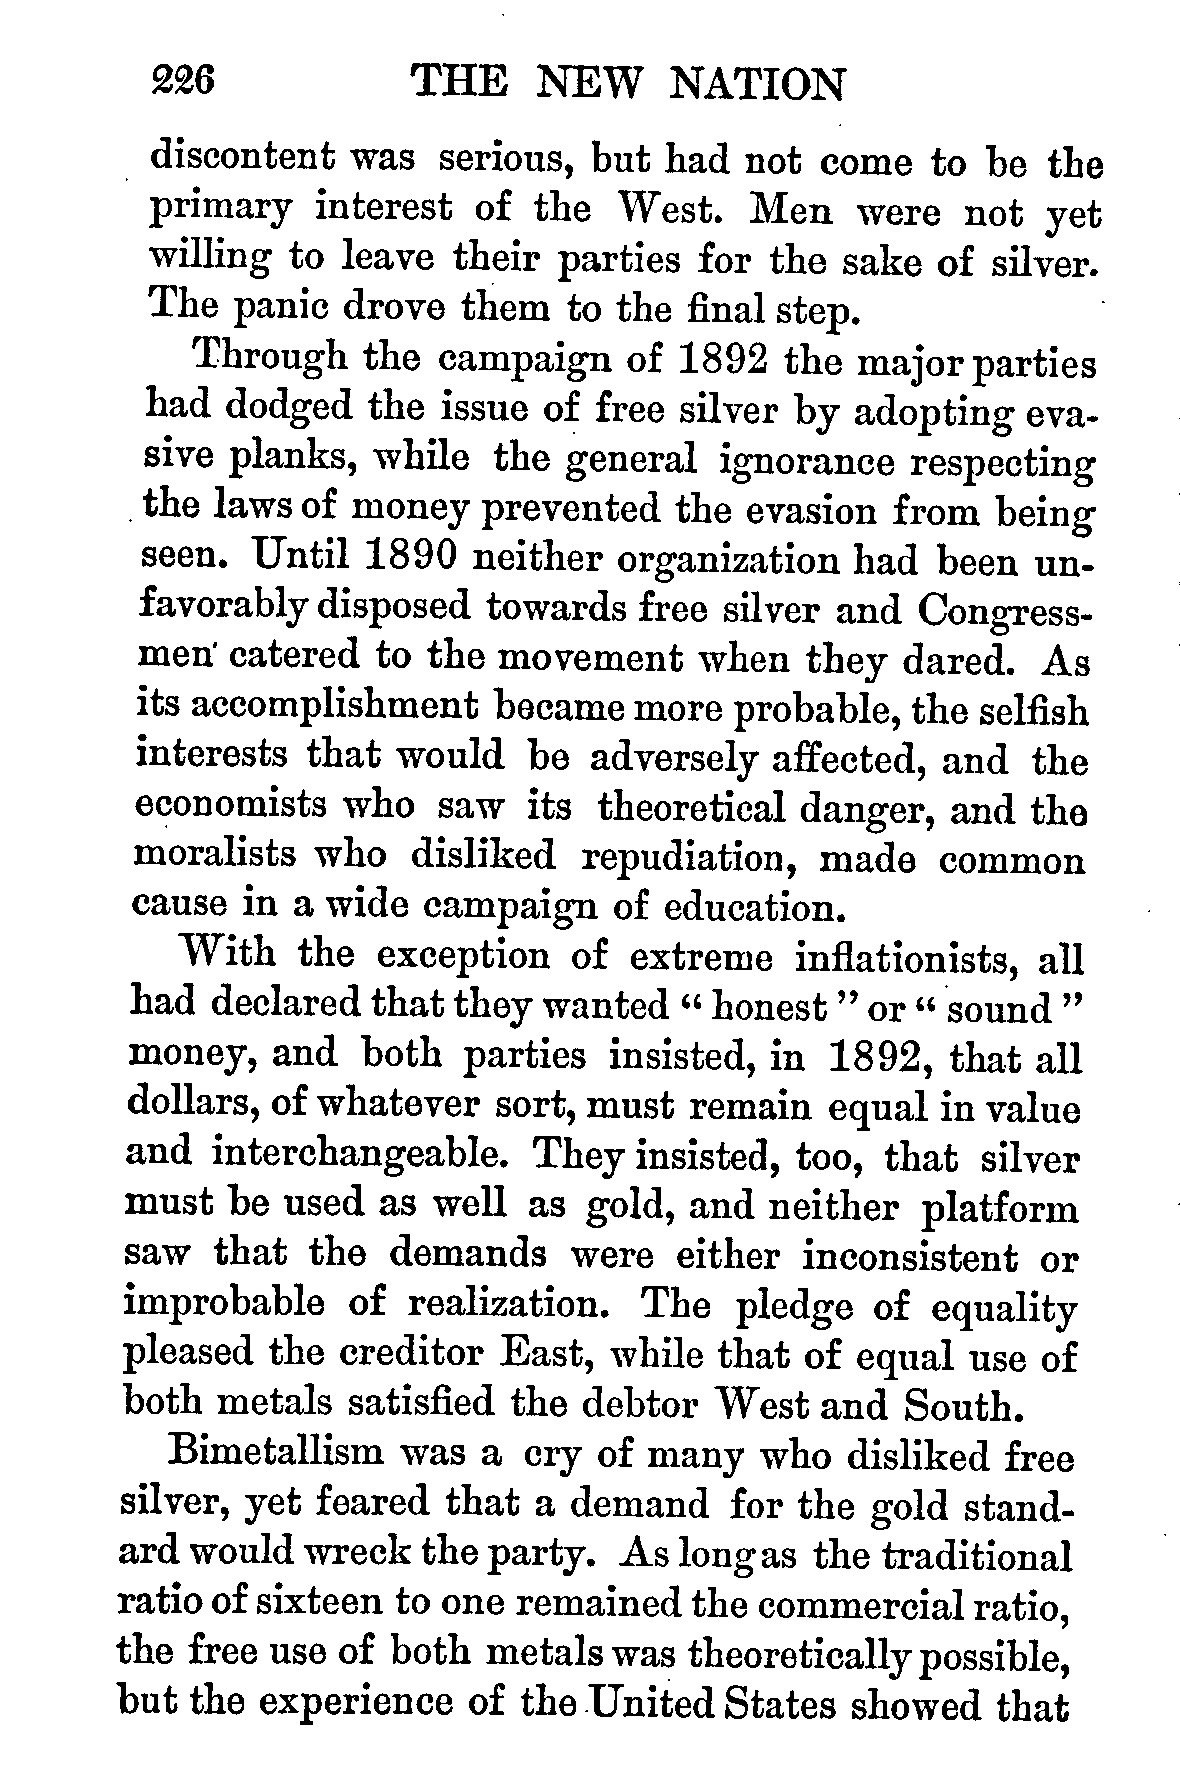 226 THE NEW NATION
discontent was serious, but had not come to be the
primary interest of the West. Men were not yet
willing to leave their parties for the sake of silver.
The panic drove them to the final step.
Through the campaign of 1892 the major parties
had dodged the issue of free silver by adopting eva-
sive planks, while the general ignorance respecting
the laws of money prevented the evasion from being
seen. Until 1890 neither organization had been un-
favorably disposed towards free silver and Congress-
men catered to the movement when they dared. As
its accomplishment became more probable, the selfish
interests that would be adversely affected, and the
economists who saw its theoretical danger, and the
moralists who disliked repudiation, made common
cause in a wide campaign of education.
With the exception of extreme inflationists, all
had declared that they wanted “ honest ” or “ sound ”
money, and both parties insisted, in 1892, that all
dollars, of whatever sort, must remain equal in value
and interchangeable. They insisted, too, that silver
must be used as well as gold, and neither platform
saw that the demands were either inconsistent or
improbable of realization. The pledge of equality
pleased the creditor East, while that of equal use of
both metals satisfied the debtor West and South.
Bimetallism was a cry of many who disliked free
silver, yet feared that a demand for the gold stand-
ard would wreck the party. As long as the traditional
ratio of sixteen to one remained the commercial ratio,
the free use of both metals was theoretically possible,
but the experience of the United States showed that